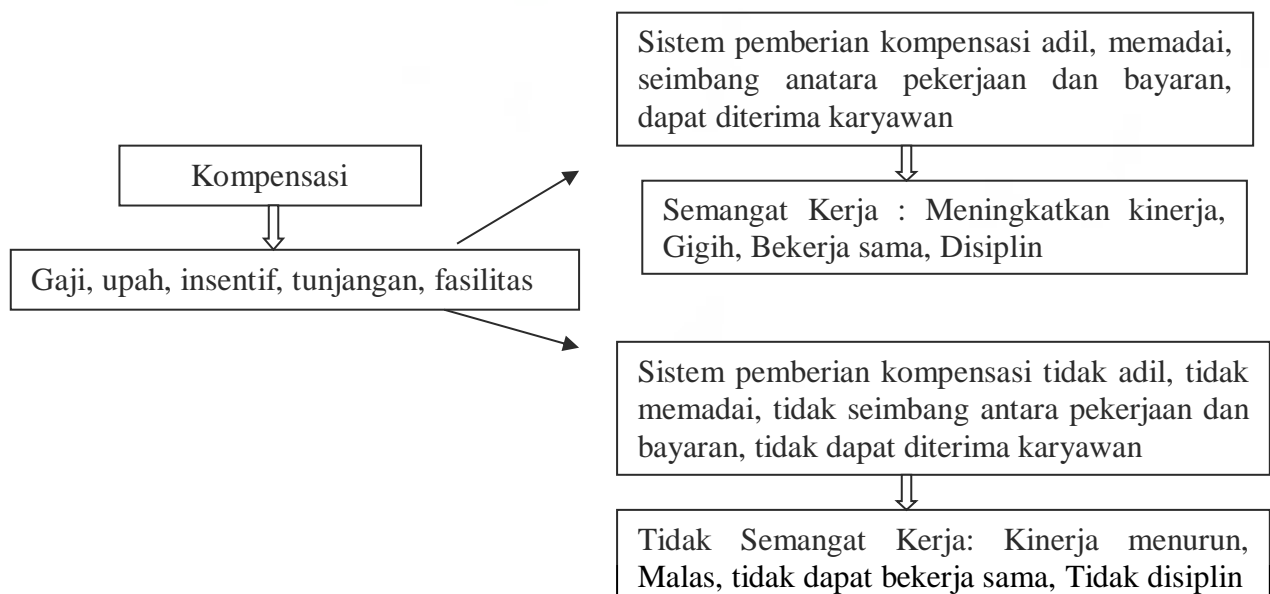 Kompensasi
Gaji, upah, insentif, tunjangan, fasilitas
Sistem pemberian kompensasi adil, memadai,
seimbang anatara pekerjaan dan bayaran,
dapat diterima karyawan
Semangat Kerja : Meningkatkan kinerja,
Gigih, Bekerja sama, Disiplin
Sistem pemberian kompensasi tidak adil, tidak
memadai, tidak seimbang antara pekerjaan dan
bayaran, tidak dapat diterima karyawan
Tidak Semangat Kerja: Kinerja menurun,
Malas, tidak dapat bekerja sama, Tidak disiplin